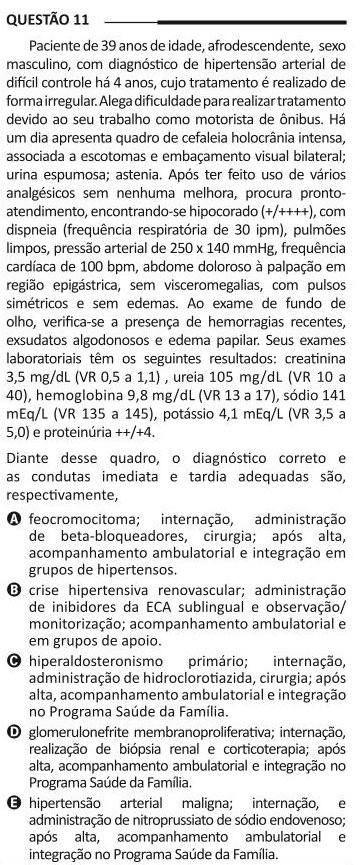 QUESTÃO 11
Paciente de 39 anos de idade, afrodescendente, sexo
masculino, com diagnóstico de hipertensão arterial de
difícil controle há 4 anos, cujo tratamento é realizado de
forma irregular. Alega dificuldade para realizar tratamento
devido ao seu trabalho como motorista de ônibus. Há
um dia apresenta quadro de cefaleia holocrânia intensa,
associada a escotomas e embaçamento visual bilateral;
urina espumosa; astenia. Após ter feito uso de vários
analgésicos sem nenhuma melhora, procura pronto-
atendimento, encontrando-se hipocorado (+/++++), com
dispneia (frequência respiratória de 30 ipm), pulmões
limpos, pressão arterial de 250 x 140 mmHg, frequência
cardíaca de 100 bpm, abdome doloroso à palpação em
região epigástrica, sem visceromegalias, com pulsos
simétricos e sem edemas. Ao exame de fundo de
olho, verifica-se a presença de hemorragias recentes,
exsudatos algodonosos e edema papilar. Seus exames
laboratoriais têm os seguintes resultados: creatinina
3,5 mg/dL (VR 0,5 a 1,1) , ureia 105 mg/dL (VR 10 a
40), hemoglobina 9,8 mg/dL (VR 13 a 17), sódio 141
mEq/L (VR 135 a 145), potássio 4,1 mEq/L (VR 3,5 a
5,0) e proteinúria ++/+4.
Diante desse quadro, o diagnóstico correto e
as condutas imediata e tardia adequadas são,
respectivamente,
A feocromocitoma; internação, administração
de beta-bloqueadores, cirurgia; após alta,
acompanhamento ambulatorial e integração em
grupos de hipertensos.
B crise hipertensiva renovascular; administração
de inibidores da ECA sublingual e observação/
monitorização; acompanhamento ambulatorial e
em grupos de apoio.
C hiperaldosteronismo primário; internação,
administração de hidroclorotiazida, cirurgia; após
alta, acompanhamento ambulatorial e integração
no Programa Saúde da Família.
D glomerulonefrite membranoproliferativa; internação,
realização de biópsia renal e corticoterapia; após
alta, acompanhamento ambulatorial e integração no
Programa Saúde da Família.
E hipertensão arterial maligna; internação, e
administração de nitroprussiato de sódio endovenoso;
após alta, acompanhamento ambulatorial e
integração no Programa Saúde da Família.